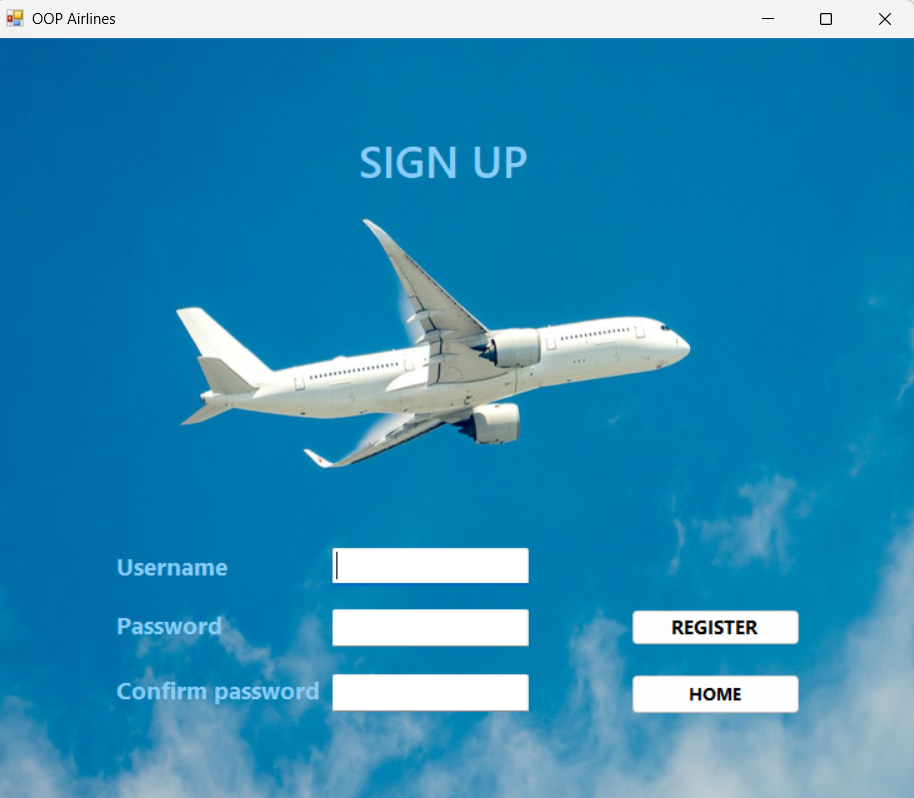 OOP Airlines
SIGN UP
Username
Password
REGISTER
Confirm password
HOME